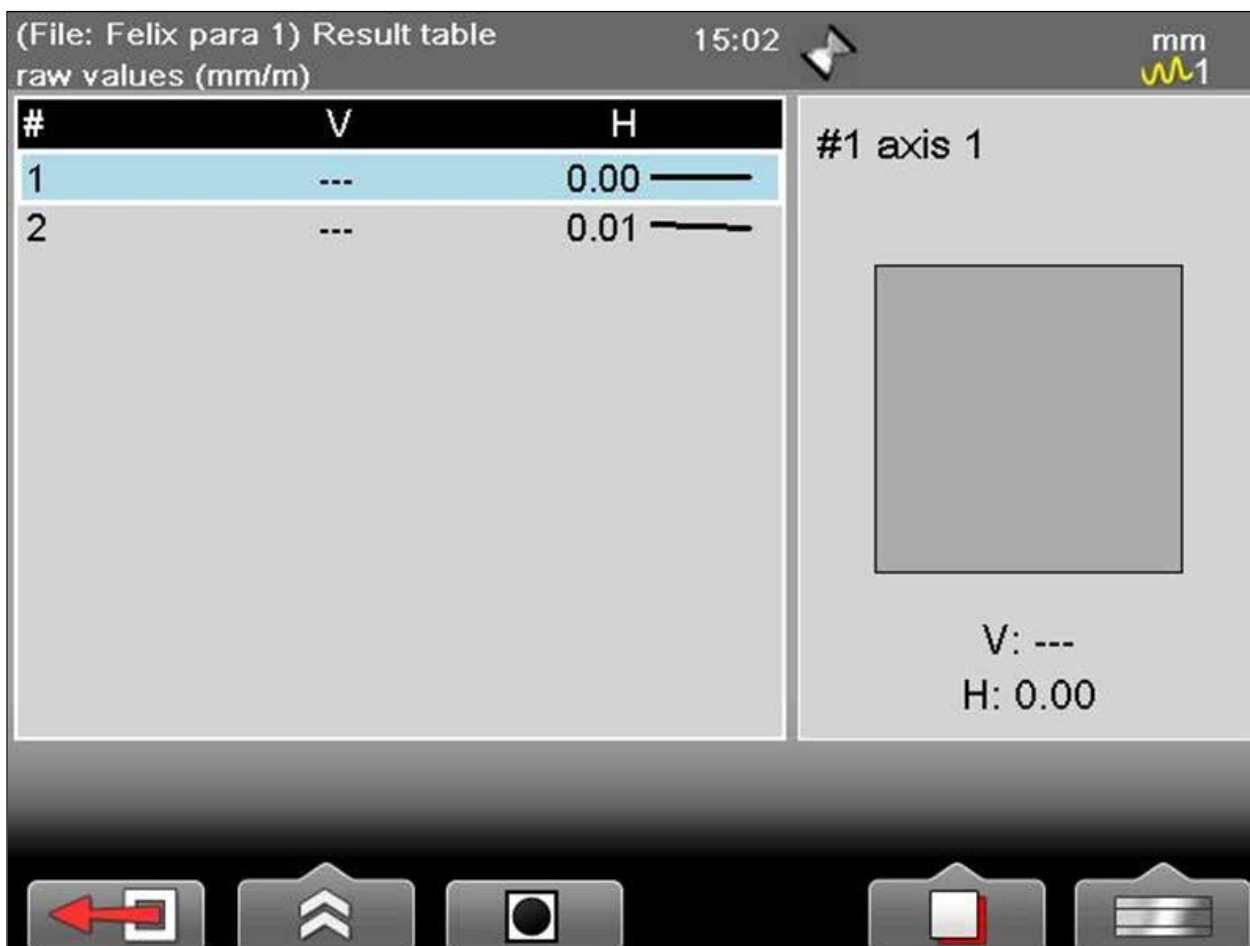 (File: Felix para 1) Result table 15:02 mm
raw values (mm/m) 1
# V H
1 --- 0.00
2 --- 0.01
#1 axis 1
V: ---
H: 0.00